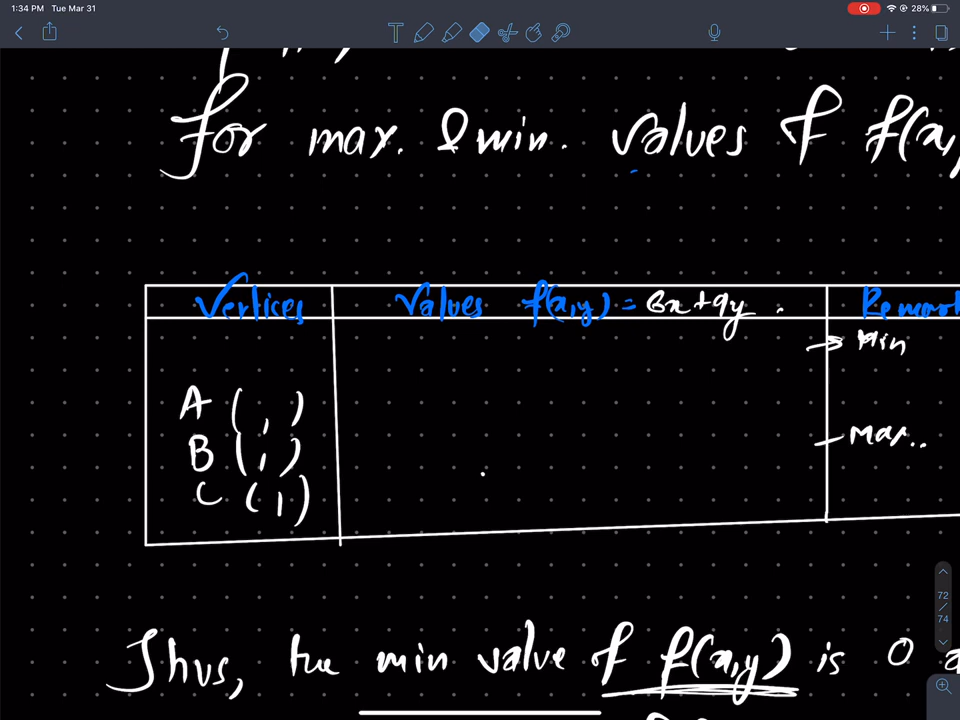 1:34 PM Tue Mar 31
28%
for max. & min. values of f(x,
Vertices Values f(x,y) = 6x+9y. Remark
Min
A ( , )
Max..
B ( , )
C ( , )
72
/
74
Thus, the min value of f(x,y) is 0 a